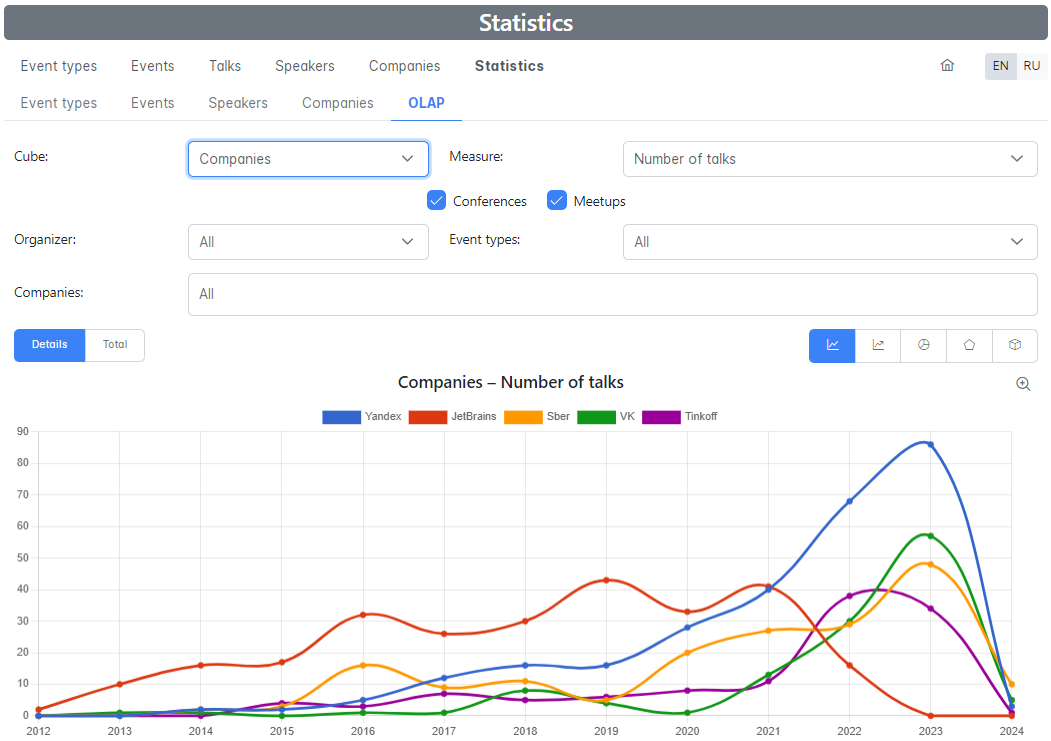 Statistics
Event types Events Talks Speakers Companies Statistics EN RU
Event types Events Speakers Companies OLAP
Cube: Companies Measure: Number of talks
Conferences Meetups
Organizer: All Event types: All
Companies: All
Details Total
Companies – Number of talks
Yandex JetBrains Sber VK Tinkoff
90
80
70
60
50
40
30
20
10
0
2012 2013 2014 2015 2016 2017 2018 2019 2020 2021 2022 2023 2024